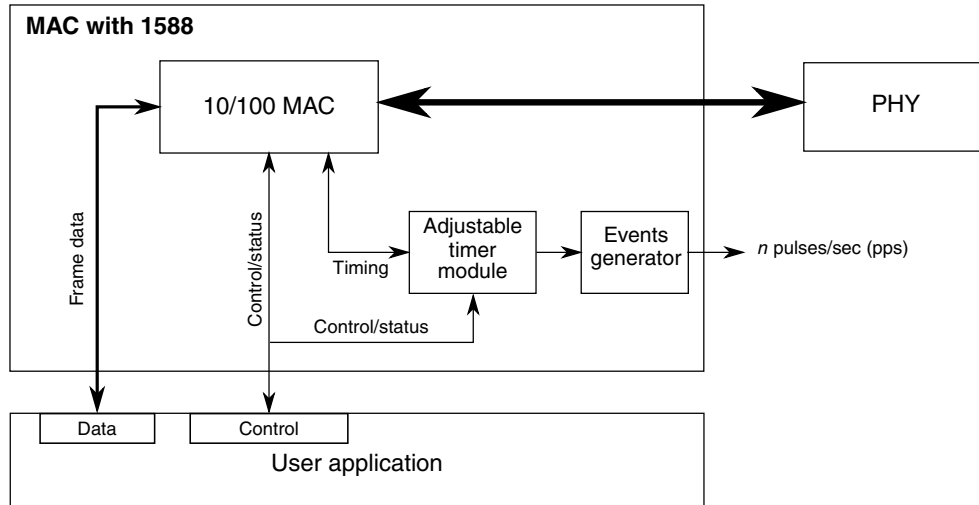 MAC with 1588
10/100 MAC
PHY
Frame data
Control/status
Timing
Adjustable
timer
module
Events
generator
n pulses/sec (pps)
Control/status
Data
Control
User application